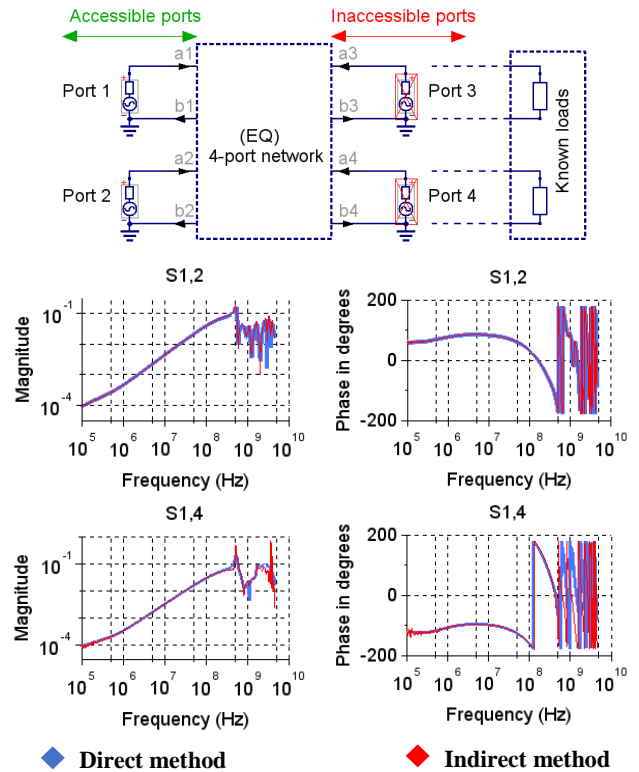 Accessible ports
Inaccessible ports
a1
a3
Port 1
Port 3
b1
b3
(EQ)
4-port network
a2
a4
Port 2
Port 4
b2
b4
Known loads
S1,2
S1,2
Magnitude
10^-1
10^-4
10^5 10^6 10^7 10^8 10^9 10^10
Frequency (Hz)
Phase in degrees
200
0
-200
10^5 10^6 10^7 10^8 10^9 10^10
Frequency (Hz)
S1,4
S1,4
Magnitude
10^-1
10^-4
10^5 10^6 10^7 10^8 10^9 10^10
Frequency (Hz)
Phase in degrees
200
0
-200
10^5 10^6 10^7 10^8 10^9 10^10
Frequency (Hz)
Direct method
Indirect method